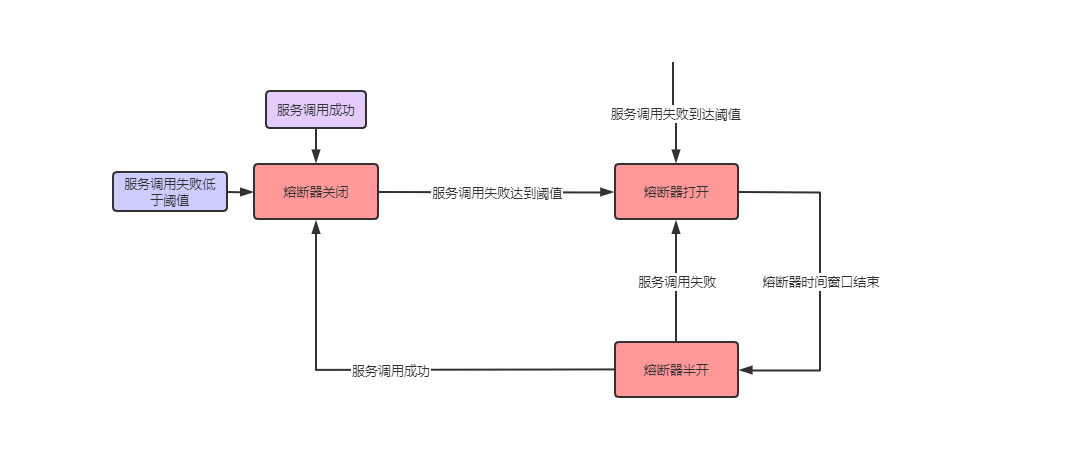 服务调用成功
服务调用失败到达阈值
服务调用失败低
于阈值
熔断器关闭
服务调用失败达到阈值
熔断器打开
服务调用失败
熔断器时间窗口结束
服务调用成功
熔断器半开